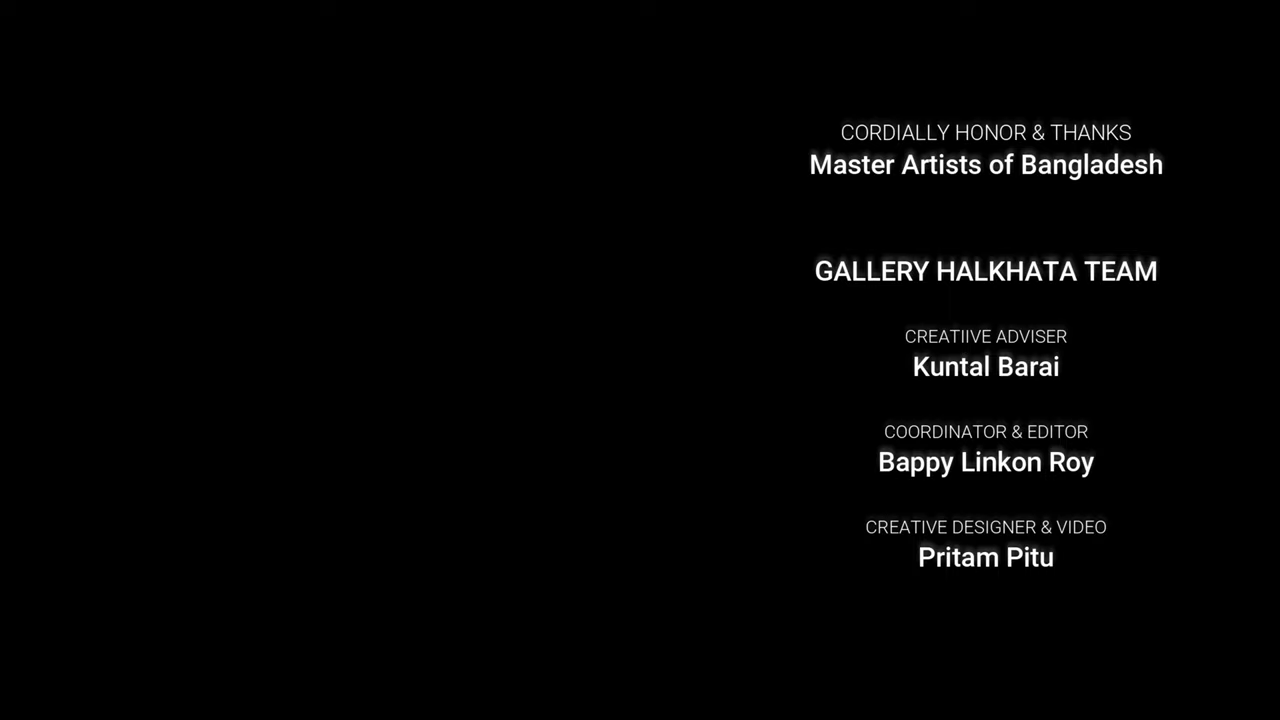 CORDIALLY HONOR & THANKS
Master Artists of Bangladesh
GALLERY HALKHATA TEAM
CREATIIVE ADVISER
Kuntal Barai
COORDINATOR & EDITOR
Bappy Linkon Roy
CREATIVE DESIGNER & VIDEO
Pritam Pitu